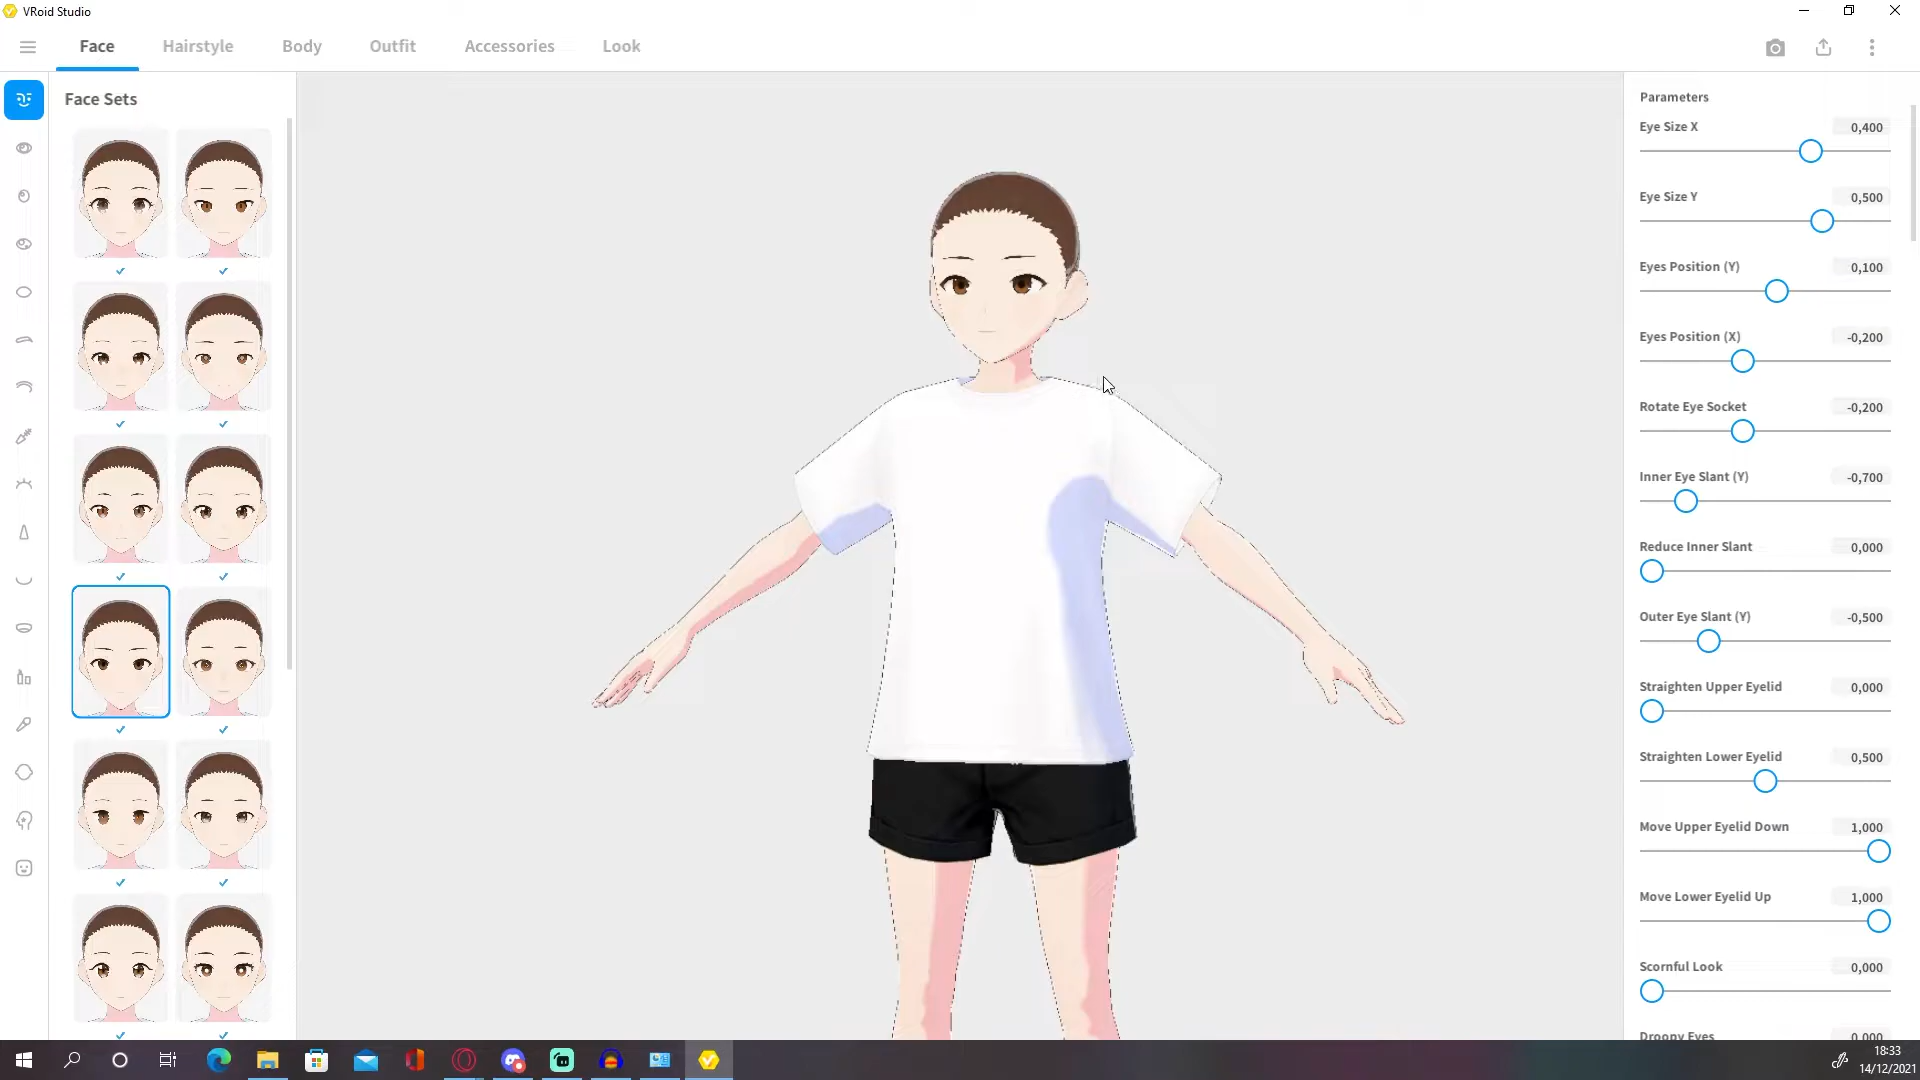 VRoid Studio
Face
Hairstyle
Body
Outfit
Accessories
Look
Face Sets
Parameters
Eye Size X
0,400
Eye Size Y
0,500
Eyes Position (Y)
0,100
Eyes Position (X)
-0,200
Rotate Eye Socket
-0,200
Inner Eye Slant (Y)
-0,700
Reduce Inner Slant
0,000
Outer Eye Slant (Y)
-0,500
Straighten Upper Eyelid
0,000
Straighten Lower Eyelid
0,500
Move Upper Eyelid Down
1,000
Move Lower Eyelid Up
1,000
Scornful Look
0,000
Droopy Eyes
0,000
18:33
14/12/2021